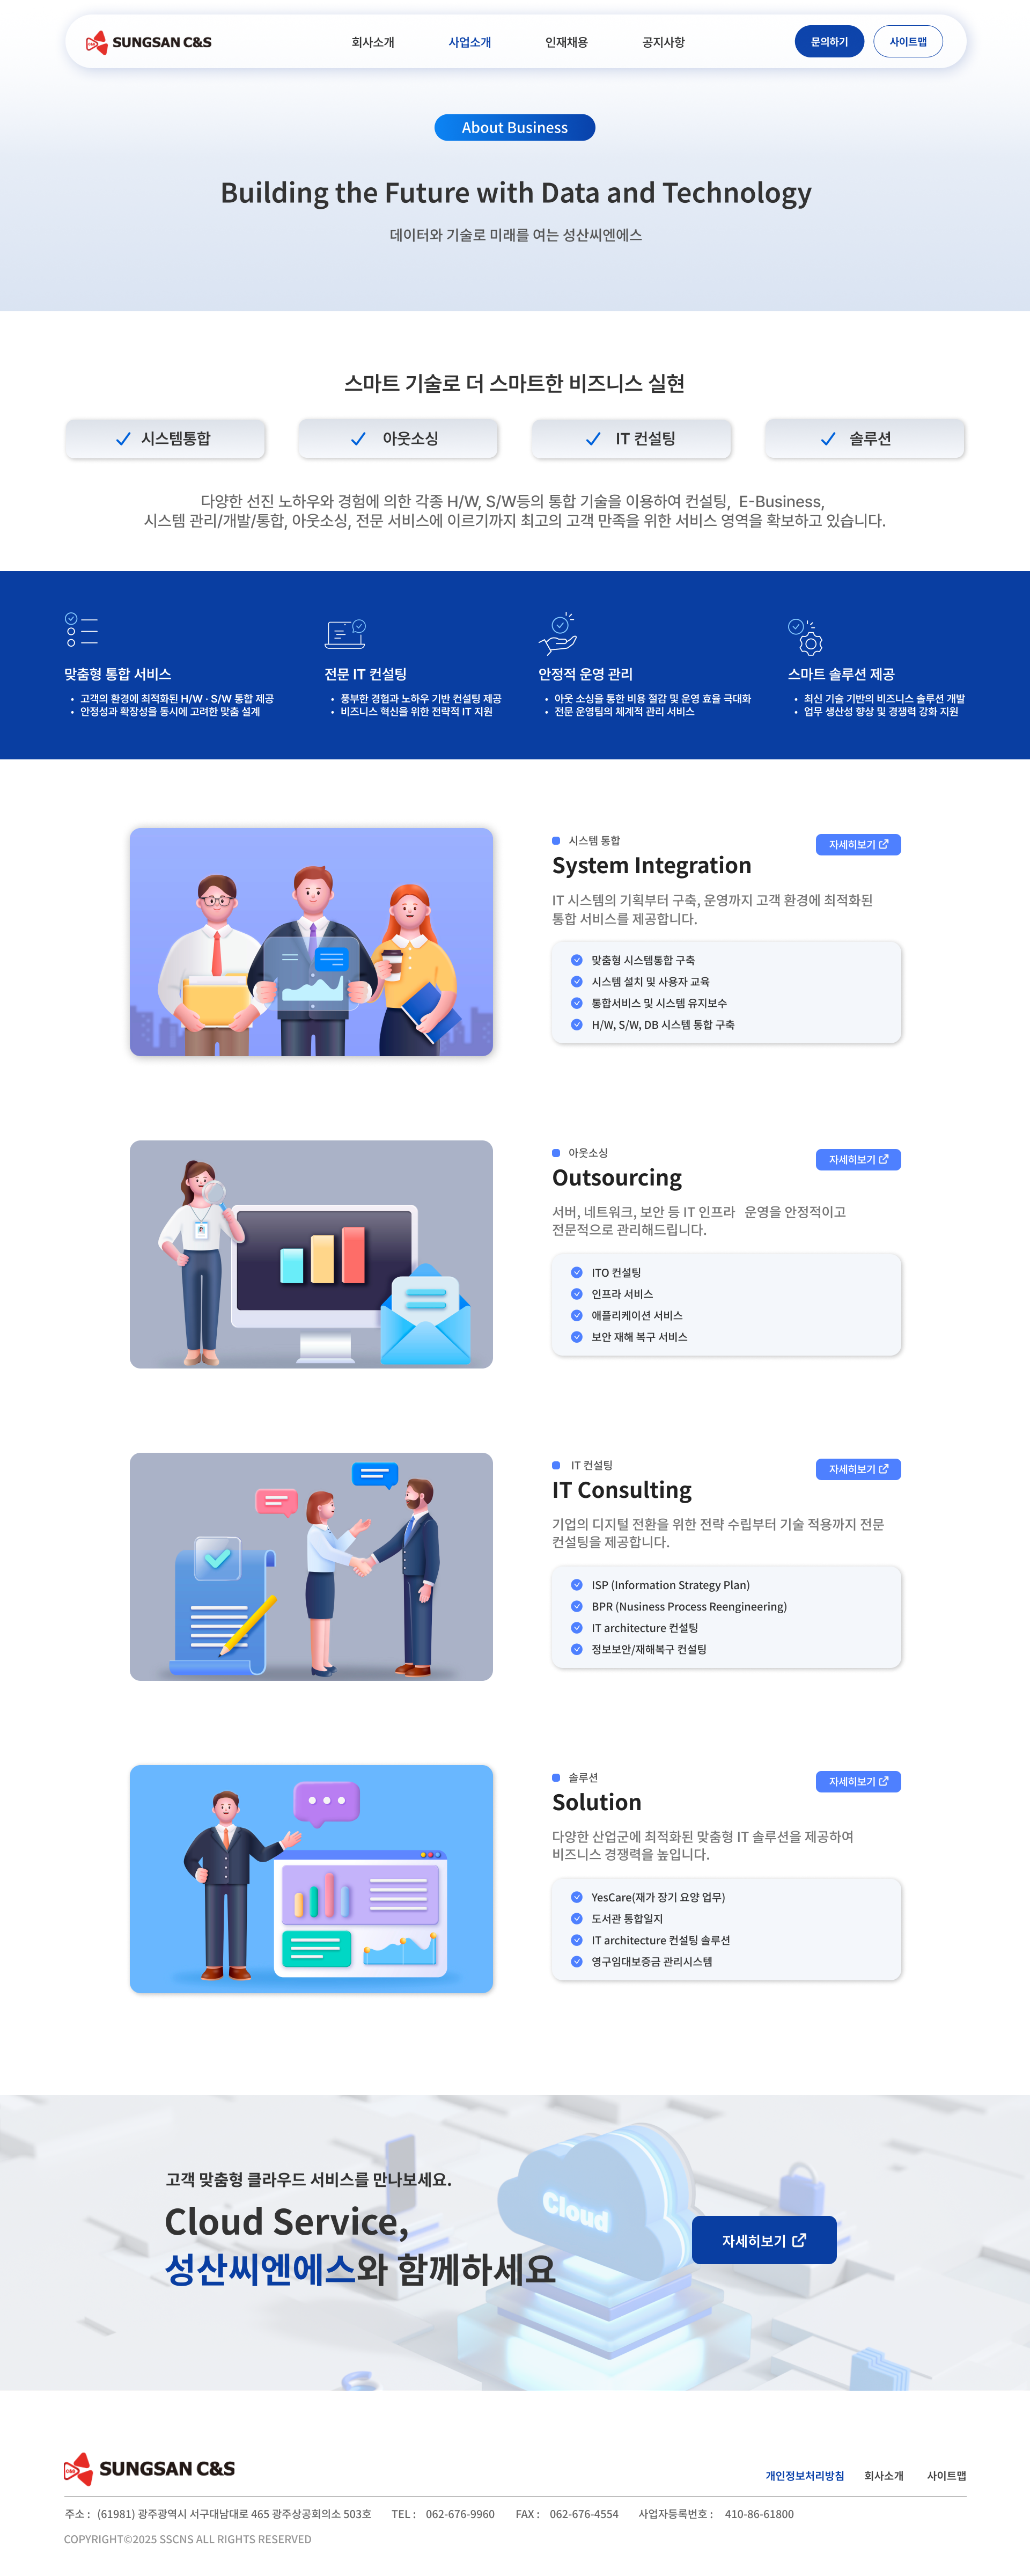 SUNGSAN C&S
회사소개
사업소개
인재채용
공지사항
문의하기
사이트맵
About Business
Building the Future with Data and Technology
데이터와 기술로 미래를 여는 성산씨엔에스
스마트 기술로 더 스마트한 비즈니스 실현
시스템통합
아웃소싱
IT 컨설팅
솔루션
다양한 선진 노하우와 경험에 의한 각종 H/W, S/W등의 통합 기술을 이용하여 컨설팅, E-Business,
시스템 관리/개발/통합, 아웃소싱, 전문 서비스에 이르기까지 최고의 고객 만족을 위한 서비스 영역을 확보하고 있습니다.
맞춤형 통합 서비스
• 고객의 환경에 최적화된 H/W · S/W 통합 제공
• 안정성과 확장성을 동시에 고려한 맞춤 설계
전문 IT 컨설팅
• 풍부한 경험과 노하우 기반 컨설팅 제공
• 비즈니스 혁신을 위한 전략적 IT 지원
안정적 운영 관리
• 아웃 소싱을 통한 비용 절감 및 운영 효율 극대화
• 전문 운영팀의 체계적 관리 서비스
스마트 솔루션 제공
• 최신 기술 기반의 비즈니스 솔루션 개발
• 업무 생산성 향상 및 경쟁력 강화 지원
시스템 통합
자세히보기
System Integration
IT 시스템의 기획부터 구축, 운영까지 고객 환경에 최적화된
통합 서비스를 제공합니다.
맞춤형 시스템통합 구축
시스템 설치 및 사용자 교육
통합서비스 및 시스템 유지보수
H/W, S/W, DB 시스템 통합 구축
아웃소싱
자세히보기
Outsourcing
서버, 네트워크, 보안 등 IT 인프라 운영을 안정적이고
전문적으로 관리해드립니다.
ITO 컨설팅
인프라 서비스
애플리케이션 서비스
보안 재해 복구 서비스
IT 컨설팅
자세히보기
IT Consulting
기업의 디지털 전환을 위한 전략 수립부터 기술 적용까지 전문
컨설팅을 제공합니다.
ISP (Information Strategy Plan)
BPR (Nusiness Process Reengineering)
IT architecture 컨설팅
정보보안/재해복구 컨설팅
솔루션
자세히보기
Solution
다양한 산업군에 최적화된 맞춤형 IT 솔루션을 제공하여
비즈니스 경쟁력을 높입니다.
YesCare(재가 장기 요양 업무)
도서관 통합일지
IT architecture 컨설팅 솔루션
영구임대보증금 관리시스템
고객 맞춤형 클라우드 서비스를 만나보세요.
Cloud Service,
성산씨엔에스와 함께하세요
Cloud
자세히보기
SUNGSAN C&S
개인정보처리방침
회사소개
사이트맵
주소 : (61981) 광주광역시 서구대남대로 465 광주상공회의소 503호 TEL : 062-676-9960 FAX : 062-676-4554 사업자등록번호 : 410-86-61800
COPYRIGHT©2025 SSCNS ALL RIGHTS RESERVED